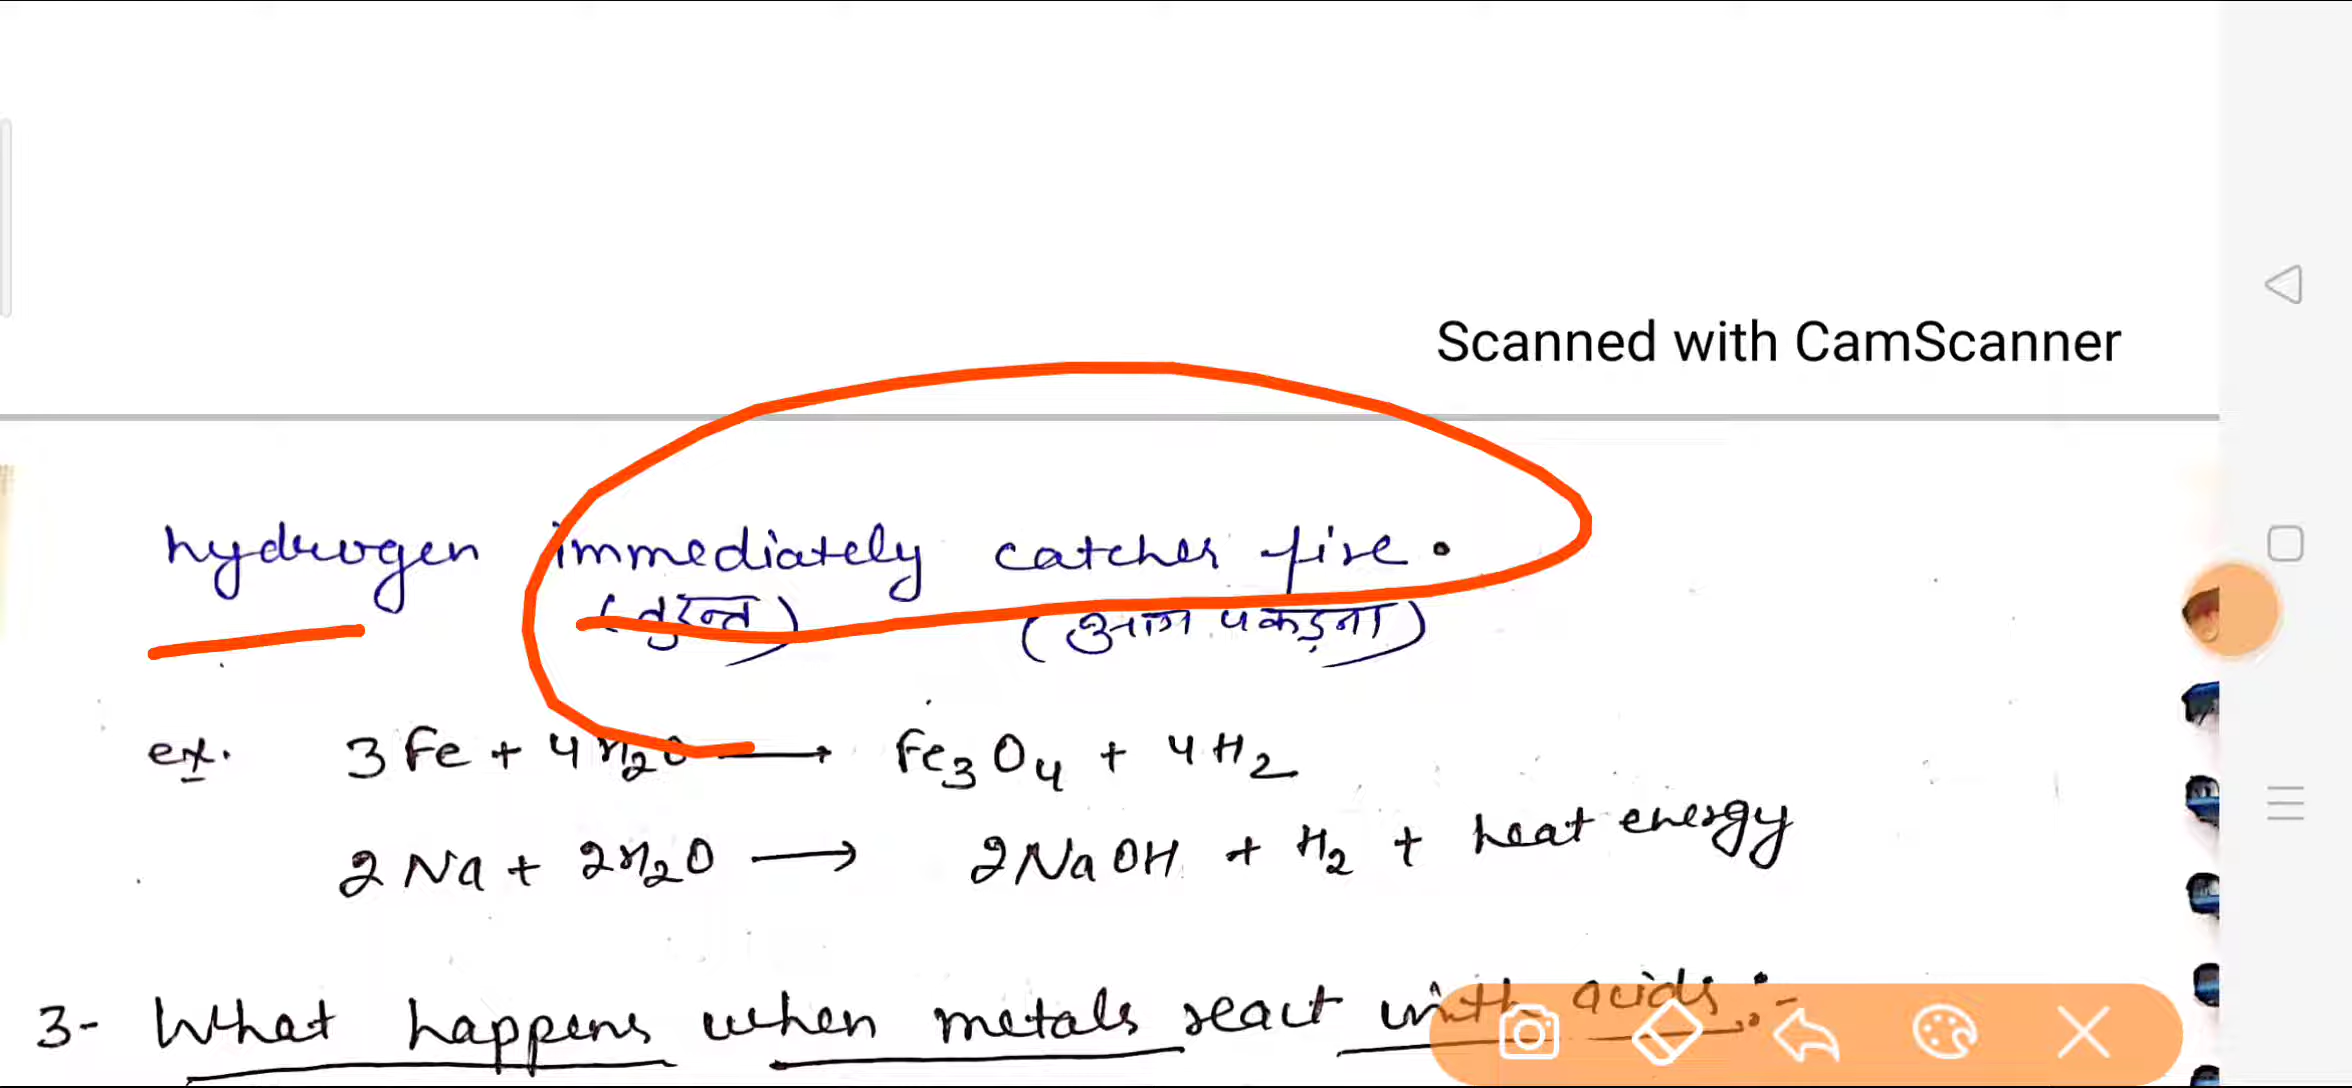 Scanned with CamScanner
hydrogen immediately catches fire.
(तुरन्त) (आग पकड़ना)
ex. 3Fe + 4H₂O ⟶ Fe₃O₄ + 4H₂
2Na + 2H₂O ⟶ 2NaOH + H₂ + heat energy
3- What happens when metals react with acids :-